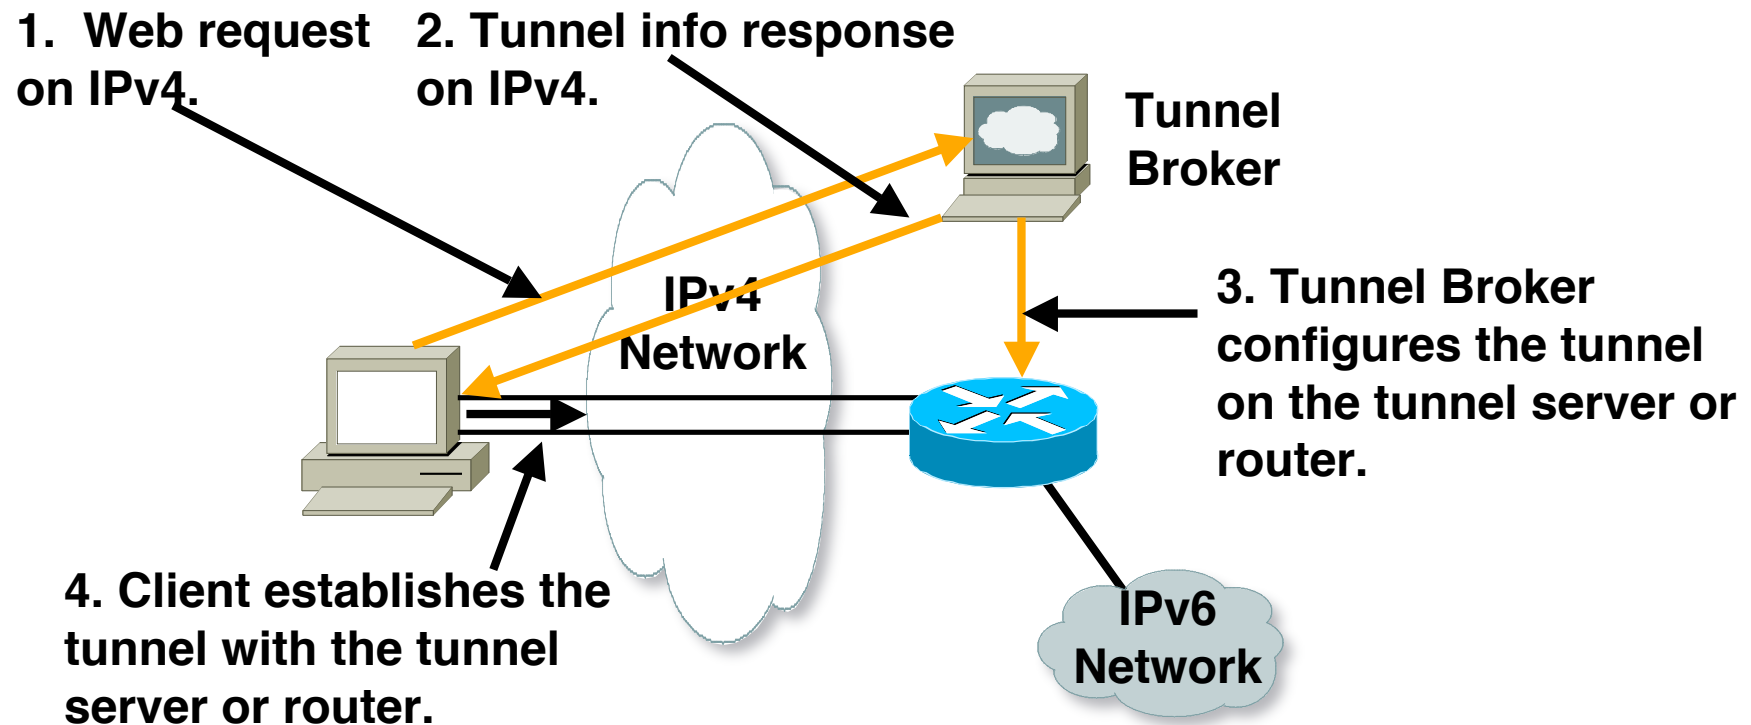 1. Web request
on IPv4.
2. Tunnel info response
on IPv4.
Tunnel
Broker
IPv4
Network
3. Tunnel Broker
configures the tunnel
on the tunnel server or
router.
4. Client establishes the
tunnel with the tunnel
server or router.
IPv6
Network